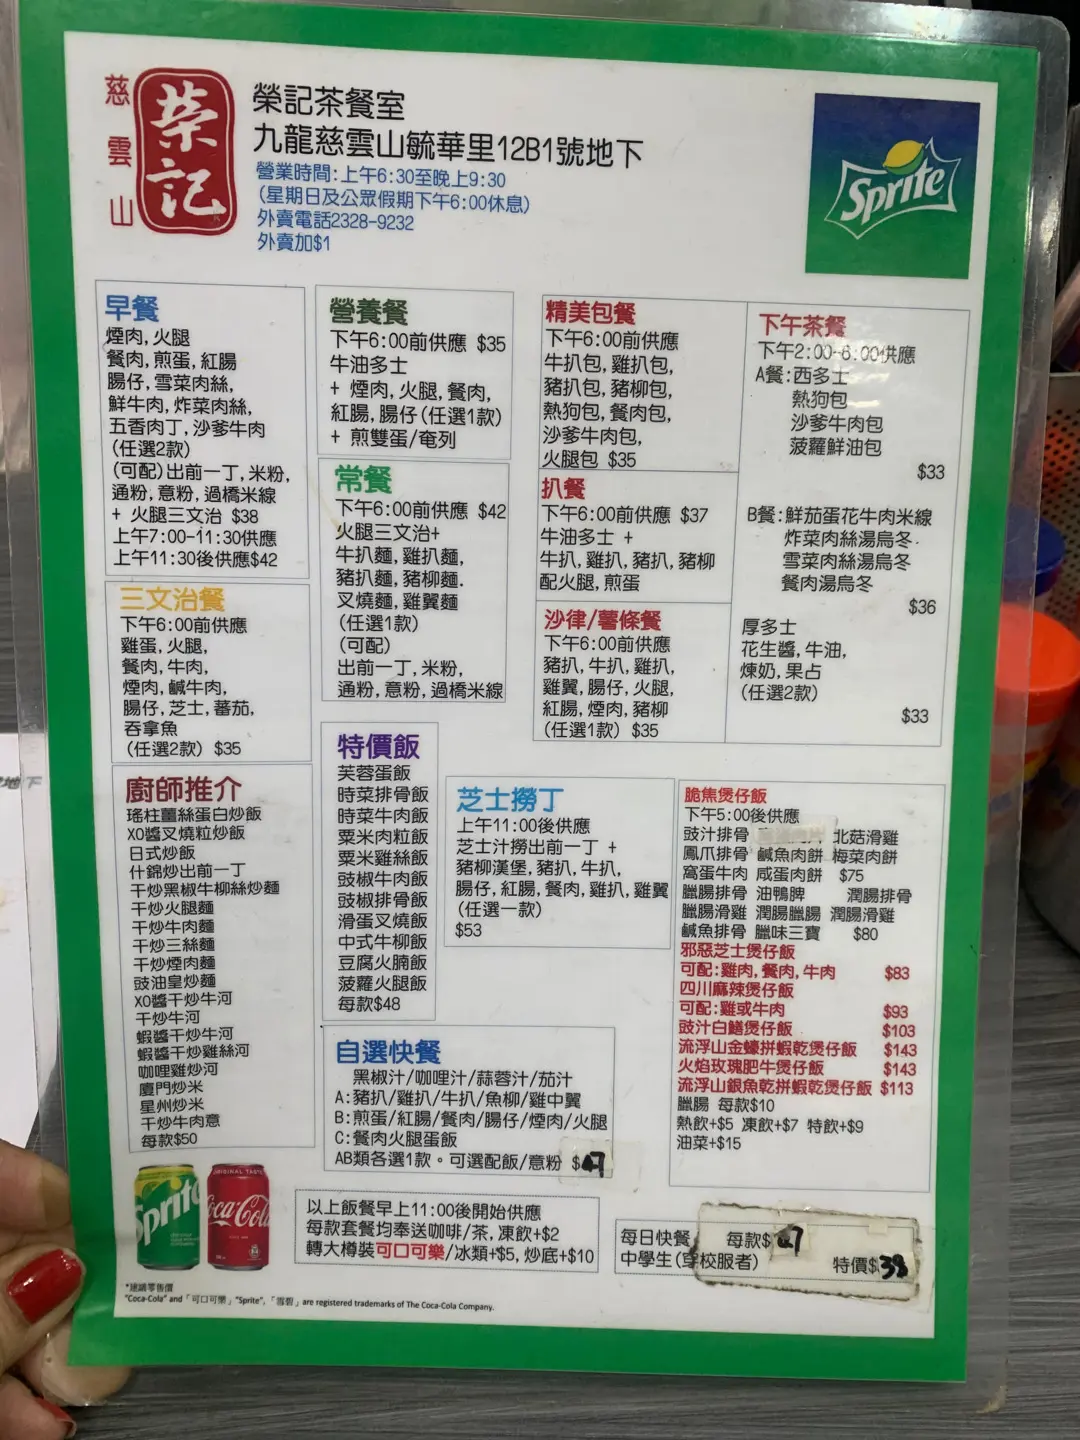 慈雲山
榮記
榮記茶餐室
九龍慈雲山毓華里12B1號地下
營業時間:上午6:30至晚上9:30
(星期日及公眾假期下午6:00休息)
外賣電話2328-9232
外賣加$1
Sprite
早餐
煙肉,火腿
餐肉,煎蛋,紅腸
腸仔,雪菜肉絲,
鮮牛肉,炸菜肉絲,
五香肉丁,沙爹牛肉
(任選2款)
(可配)出前一丁,米粉,
通粉,意粉,過橋米線
+ 火腿三文治 $38
上午7:00-11:30供應
上午11:30後供應$42
三文治餐
下午6:00前供應
雞蛋,火腿,
餐肉,牛肉,
煙肉,鹹牛肉,
腸仔,芝士,蕃茄,
吞拿魚
(任選2款) $35
廚師推介
瑤柱薑絲蛋白炒飯
XO醬叉燒粒炒飯
日式炒飯
什錦炒出前一丁
干炒黑椒牛柳絲炒麵
干炒火腿麵
干炒牛肉麵
干炒三絲麵
干炒煙肉麵
豉油皇炒麵
XO醬干炒牛河
干炒牛河
蝦醬干炒牛河
蝦醬干炒雞絲河
咖哩雞炒河
廈門炒米
星州炒米
干炒牛肉意
每款$50
營養餐
下午6:00前供應 $35
牛油多士
+ 煙肉,火腿,餐肉,
紅腸,腸仔(任選1款)
+ 煎雙蛋/奄列
常餐
下午6:00前供應 $42
火腿三文治+
牛扒麵,雞扒麵,
豬扒麵,豬柳麵.
叉燒麵,雞翼麵
(任選1款)
(可配)
出前一丁,米粉,
通粉,意粉,過橋米線
特價飯
芙蓉蛋飯
時菜排骨飯
時菜牛肉飯
粟米肉粒飯
粟米雞絲飯
豉椒牛肉飯
豉椒排骨飯
滑蛋叉燒飯
中式牛柳飯
豆腐火腩飯
菠蘿火腿飯
每款$48
精美包餐
下午6:00前供應
牛扒包,雞扒包,
豬扒包,豬柳包,
熱狗包,餐肉包,
沙爹牛肉包,
火腿包 $35
扒餐
下午6:00前供應 $37
牛油多士 +
牛扒,雞扒,豬扒,豬柳
配火腿,煎蛋
沙律/薯條餐
下午6:00前供應
豬扒,牛扒,雞扒,
雞翼,腸仔,火腿,
紅腸,煙肉,豬柳
(任選1款) $35
下午茶餐
下午2:00-6:00供應
A餐:西多士
熱狗包
沙爹牛肉包
菠蘿鮮油包
$33
B餐:鮮茄蛋花牛肉米線
炸菜肉絲湯烏冬.
雪菜肉絲湯烏冬
餐肉湯烏冬
$36
厚多士
花生醬,牛油,
煉奶,果占
(任選2款)
$33
芝士撈丁
上午11:00後供應
芝士汁撈出前一丁 +
豬柳漢堡,豬扒,牛扒,
腸仔,紅腸,餐肉,雞扒,雞翼
(任選一款)
$53
脆焦煲仔飯
下午5:00後供應
豉汁排骨 北菇滑雞
鳳爪排骨 鹹魚肉餅 梅菜肉餅
窩蛋牛肉 咸蛋肉餅 $75
臘腸排骨 油鴨脾 潤腸排骨
臘腸滑雞 潤腸臘腸 潤腸滑雞
鹹魚排骨 臘味三寶 $80
邪惡芝士煲仔飯
可配:雞肉,餐肉,牛肉 $83
四川麻辣煲仔飯
可配:雞或牛肉 $93
豉汁白鱔煲仔飯 $103
流浮山金蠔拼蝦乾煲仔飯 $143
火焰玫瑰肥牛煲仔飯 $143
流浮山銀魚乾拼蝦乾煲仔飯 $113
臘腸 每款$10
熱飲+$5 凍飲+$7 特飲+$9
油菜+$15
自選快餐
黑椒汁/咖哩汁/蒜蓉汁/茄汁
A:豬扒/雞扒/牛扒/魚柳/雞中翼
B:煎蛋/紅腸/餐肉/腸仔/煙肉/火腿
C:餐肉火腿蛋飯
AB類各選1款。可選配飯/意粉 $47
以上飯餐早上11:00後開始供應
每款套餐均奉送咖啡/茶,凍飲+$2
轉大樽裝可口可樂/冰類+$5,炒底+$10
每日快餐 每款$47
中學生(穿校服者) 特價$38
Sprite
ORIGINAL TASTE
Coca-Cola
*建議零售價
"Coca-Cola" and「可口可樂」"Sprite",「雪碧」are registered trademarks of The Coca-Cola Company.
地下